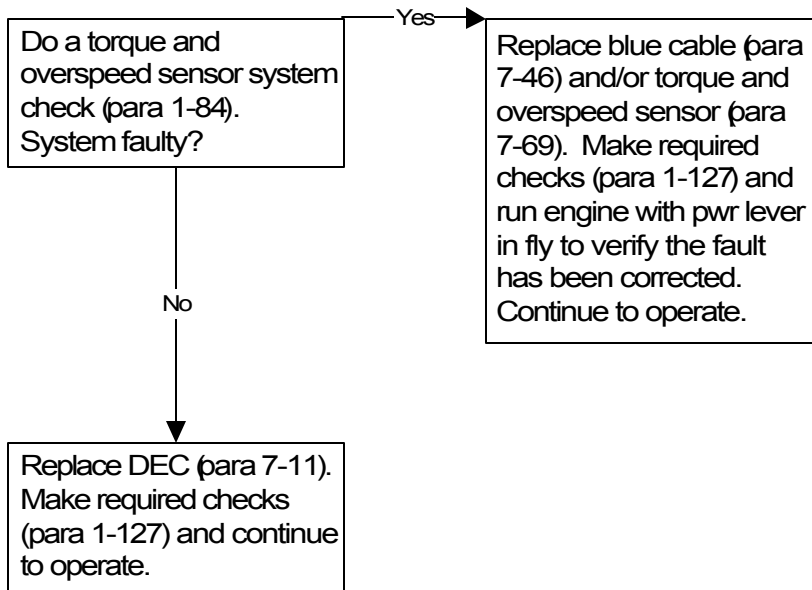 Do a torque and
overspeed sensor system
check (para 1-84).
System faulty?
Yes
Replace blue cable (para
7-46) and/or torque and
overspeed sensor (para
7-69). Make required
checks (para 1-127) and
run engine with pwr lever
in fly to verify the fault
has been corrected.
Continue to operate.
No
Replace DEC (para 7-11).
Make required checks
(para 1-127) and continue
to operate.